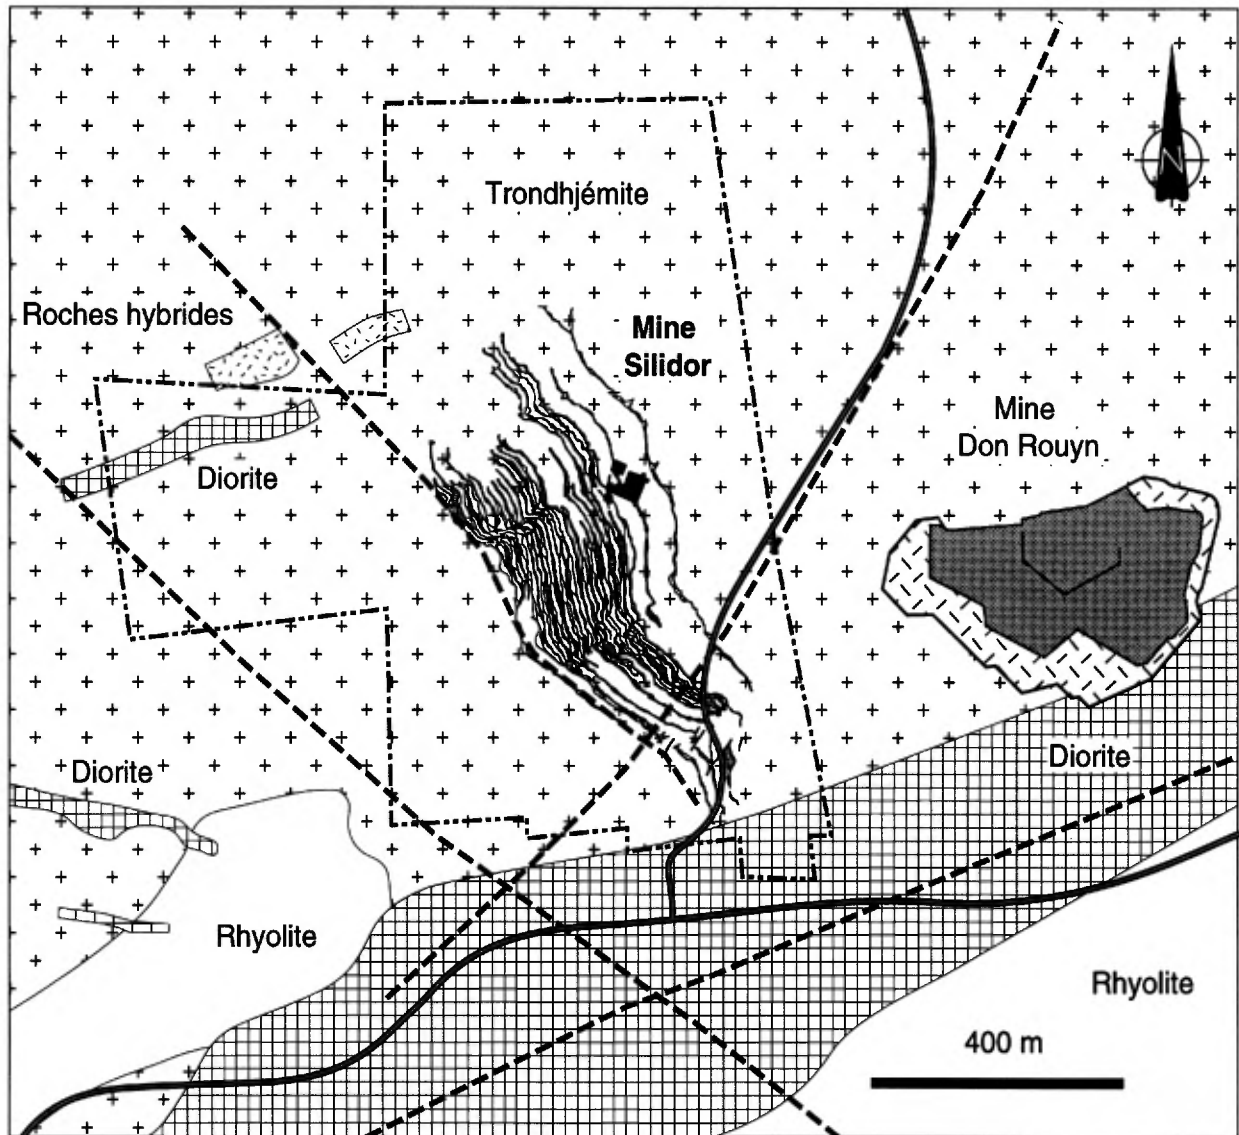 Trondhjémite
Roches hybrides
Mine
Silidor
Mine
Don Rouyn
Diorite
N
Diorite
Diorite
Rhyolite
Rhyolite
400 m